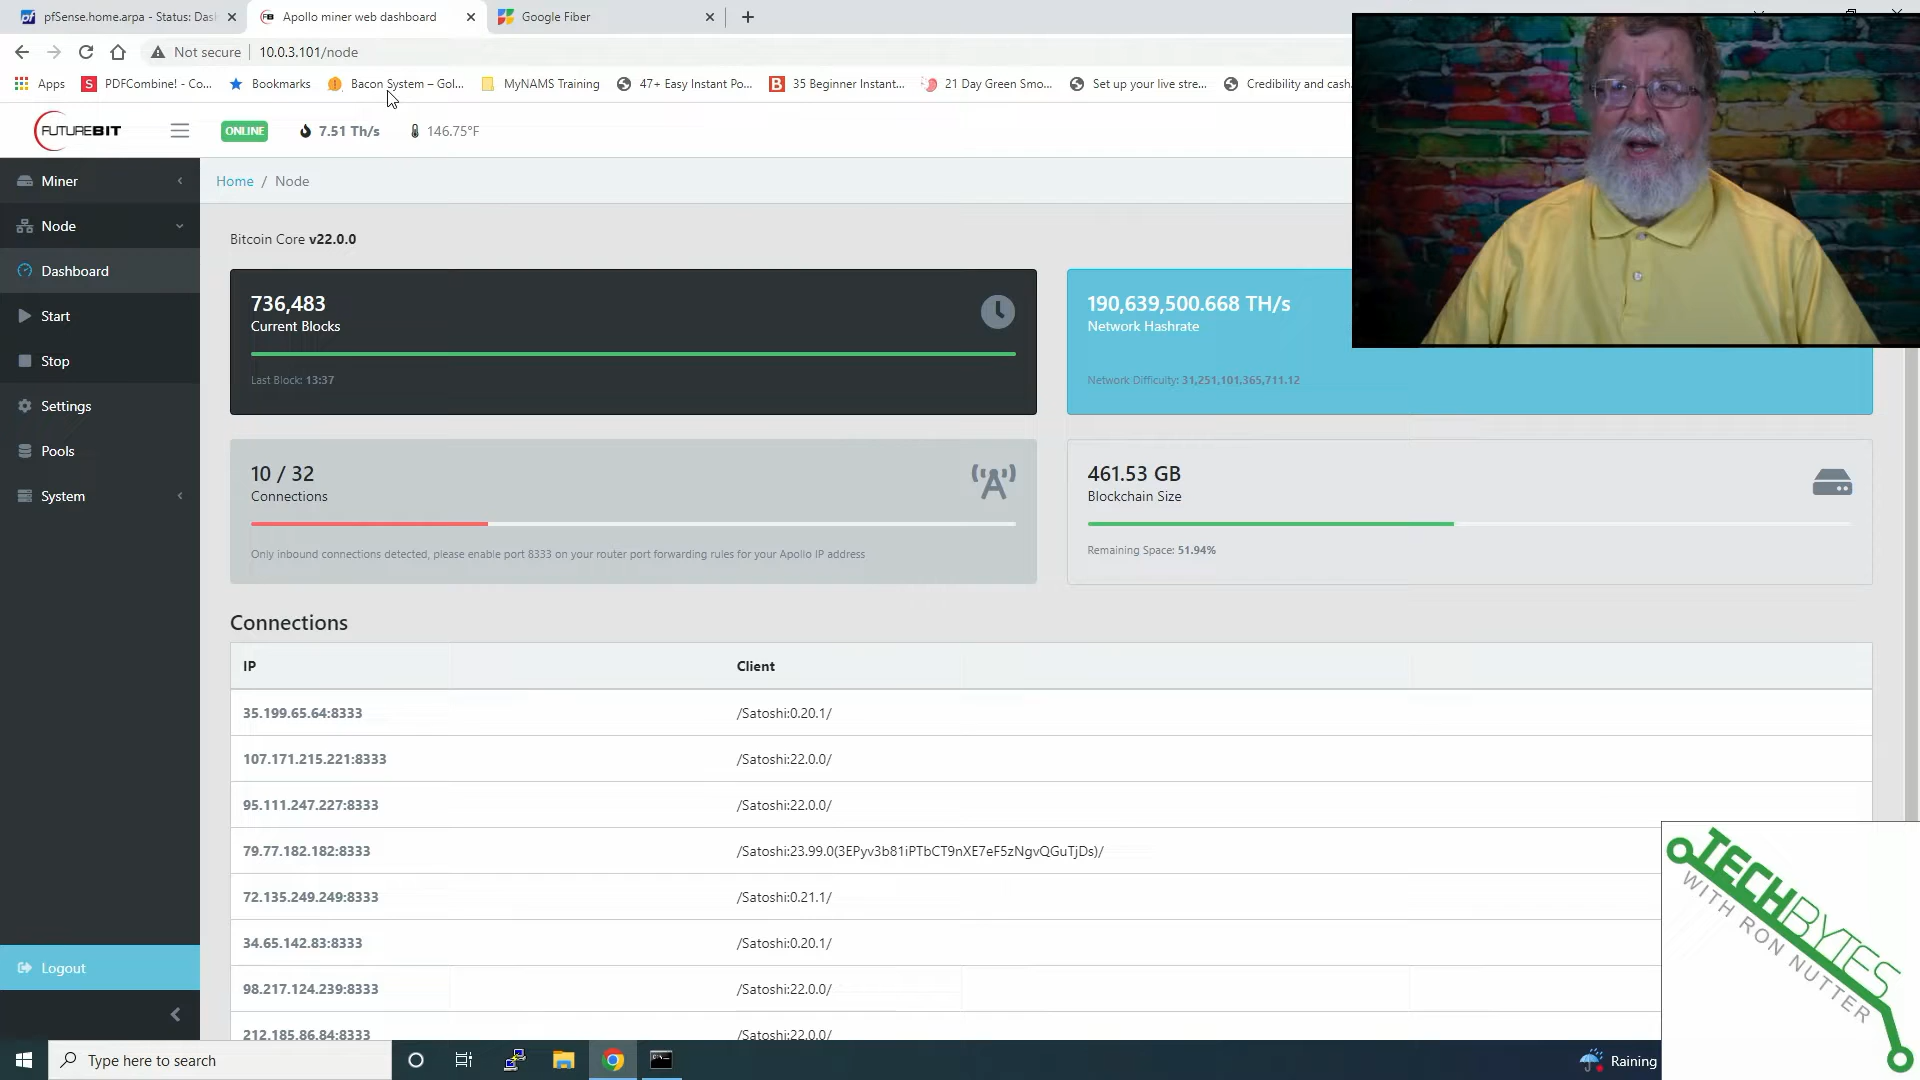 pfSense.home.arpa - Status: Das
Apollo miner web dashboard
Google Fiber
Not secure
10.0.3.101/node
Apps
PDFCombine! - Co...
Bookmarks
Bacon System – Gol...
MyNAMS Training
47+ Easy Instant Po...
35 Beginner Instant...
21 Day Green Smo...
Set up your live stre...
Credibility and cash
FUTUREBIT
ONLINE
7.51 Th/s
146.75°F
Miner
Node
Dashboard
Start
Stop
Settings
Pools
System
Logout
Home / Node
Bitcoin Core v22.0.0
736,483
Current Blocks
Last Block: 13:37
190,639,500.668 TH/s
Network Hashrate
Network Difficulty: 31,251,101,365,711.12
10 / 32
Connections
Only inbound connections detected, please enable port 8333 on your router port forwarding rules for your Apollo IP address
461.53 GB
Blockchain Size
Remaining Space: 51.94%
Connections
IP Client
35.199.65.64:8333 /Satoshi:0.20.1/
107.171.215.221:8333 /Satoshi:22.0.0/
95.111.247.227:8333 /Satoshi:22.0.0/
79.77.182.182:8333 /Satoshi:23.99.0(3EPyv3b81iPTbCT9nXE7eF5zNgvQGuTjDs)/
72.135.249.249:8333 /Satoshi:0.21.1/
34.65.142.83:8333 /Satoshi:0.20.1/
98.217.124.239:8333 /Satoshi:22.0.0/
212.185.86.84:8333 /Satoshi:22.0.0/
TECHBYTES
WITH RON NUTTER
Type here to search
Raining